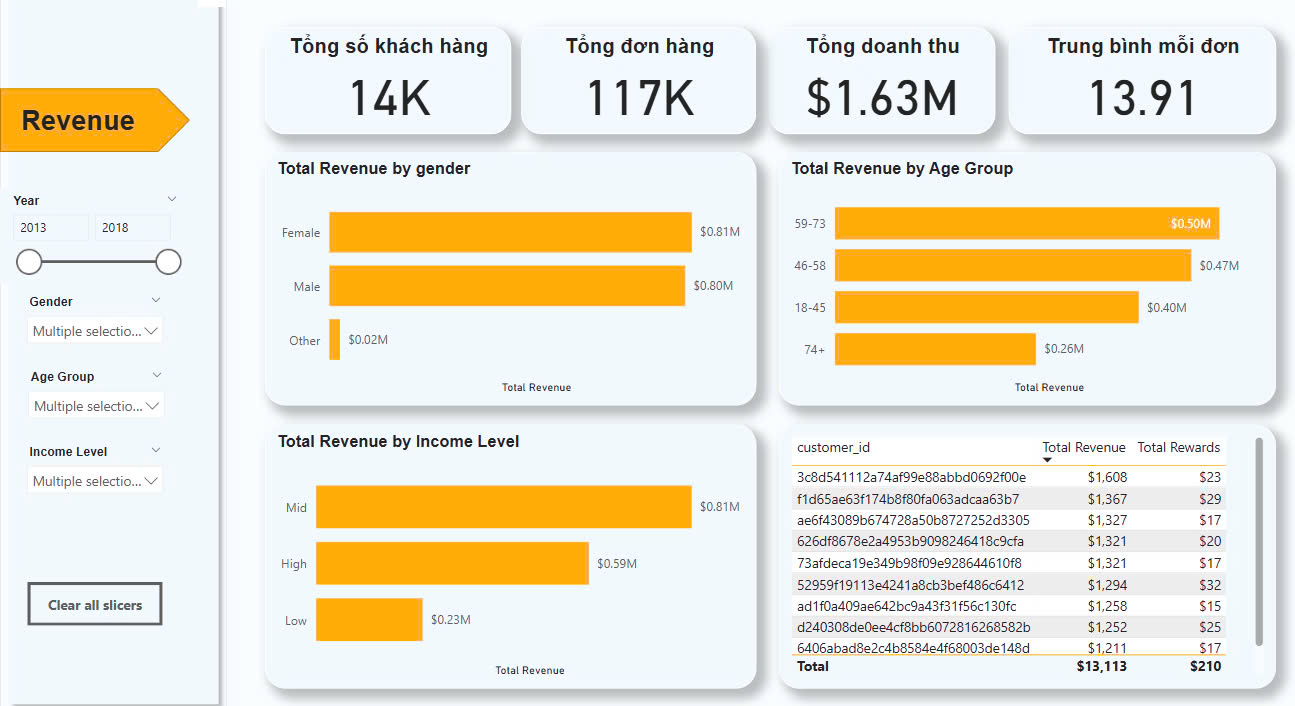 Revenue
Year
2013 2018
Gender
Multiple selectio...
Age Group
Multiple selectio...
Income Level
Multiple selectio...
Clear all slicers
Tổng số khách hàng
14K
Tổng đơn hàng
117K
Tổng doanh thu
$1.63M
Trung bình mỗi đơn
13.91
Total Revenue by gender
Female $0.81M
Male $0.80M
Other $0.02M
Total Revenue
Total Revenue by Age Group
59-73 $0.50M
46-58 $0.47M
18-45 $0.40M
74+ $0.26M
Total Revenue
Total Revenue by Income Level
Mid $0.81M
High $0.59M
Low $0.23M
Total Revenue
customer_id Total Revenue Total Rewards
3c8d541112a74af99e88abbd0692f00e $1,608 $23
f1d65ae63f174b8f80fa063adcaa63b7 $1,367 $29
ae6f43089b674728a50b8727252d3305 $1,327 $17
626df8678e2a4953b9098246418c9cfa $1,321 $20
73afdeca19e349b98f09e928644610f8 $1,321 $17
52959f19113e4241a8cb3bef486c6412 $1,294 $32
ad1f0a409ae642bc9a43f31f56c130fc $1,258 $15
d240308de0ee4cf8bb6072816268582b $1,252 $25
6406abad8e2c4b8584e4f68003de148d $1,211 $17
Total $13,113 $210